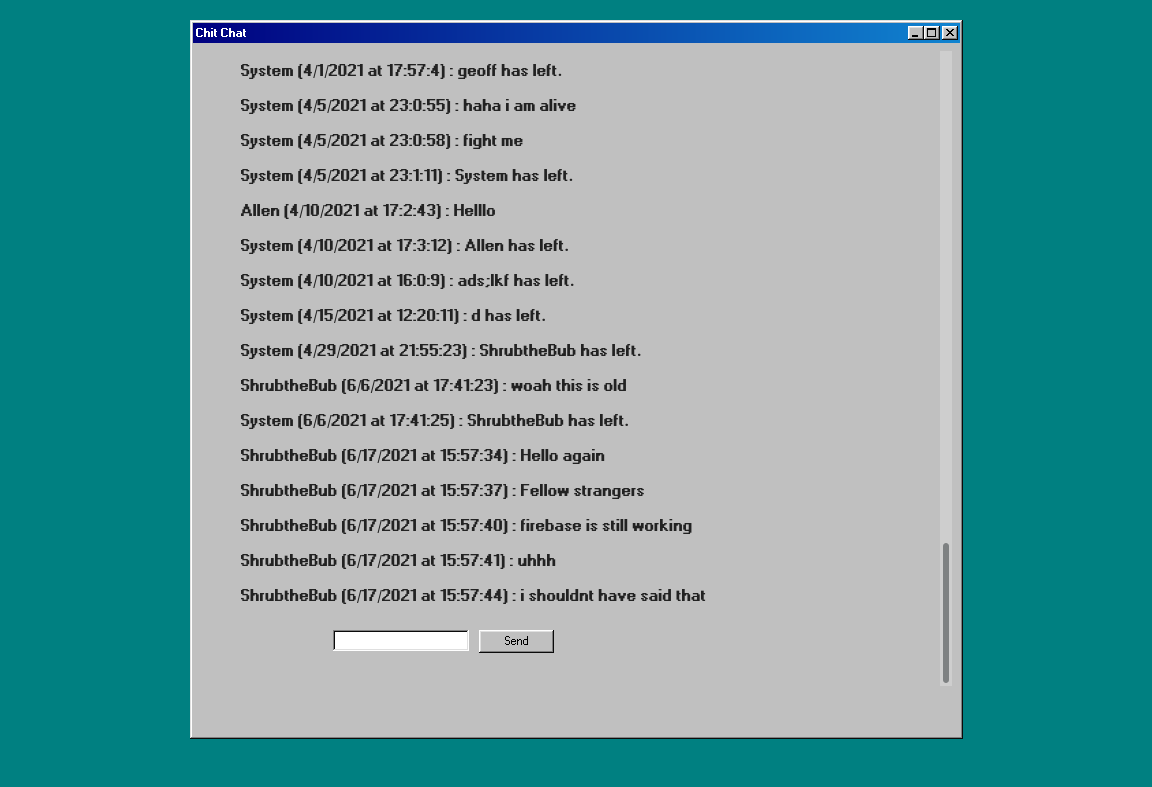 Chit Chat
System (4/1/2021 at 17:57:4) : geoff has left.
System (4/5/2021 at 23:0:55) : haha i am alive
System (4/5/2021 at 23:0:58) : fight me
System (4/5/2021 at 23:1:11) : System has left.
Allen (4/10/2021 at 17:2:43) : Helllo
System (4/10/2021 at 17:3:12) : Allen has left.
System (4/10/2021 at 16:0:9) : ads;lkf has left.
System (4/15/2021 at 12:20:11) : d has left.
System (4/29/2021 at 21:55:23) : ShrubtheBub has left.
ShrubtheBub (6/6/2021 at 17:41:23) : woah this is old
System (6/6/2021 at 17:41:25) : ShrubtheBub has left.
ShrubtheBub (6/17/2021 at 15:57:34) : Hello again
ShrubtheBub (6/17/2021 at 15:57:37) : Fellow strangers
ShrubtheBub (6/17/2021 at 15:57:40) : firebase is still working
ShrubtheBub (6/17/2021 at 15:57:41) : uhhh
ShrubtheBub (6/17/2021 at 15:57:44) : i shouldnt have said that
Send